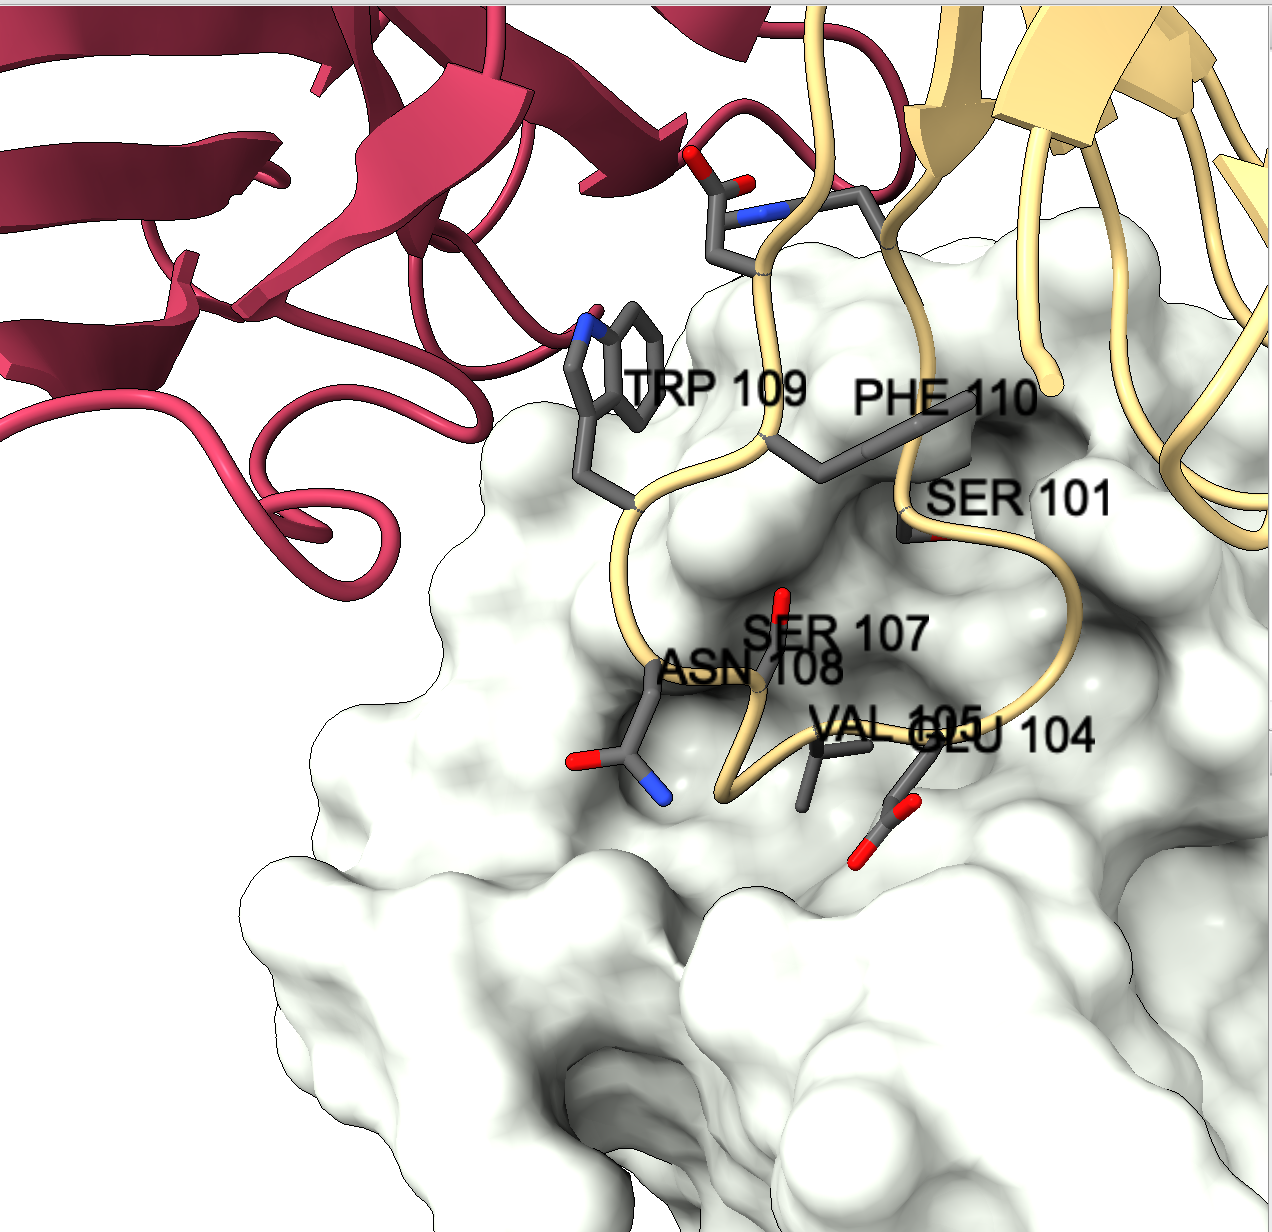 TRP 109
PHE 110
SER 101
SER 107
ASN 108
VAL 105
GLU 104